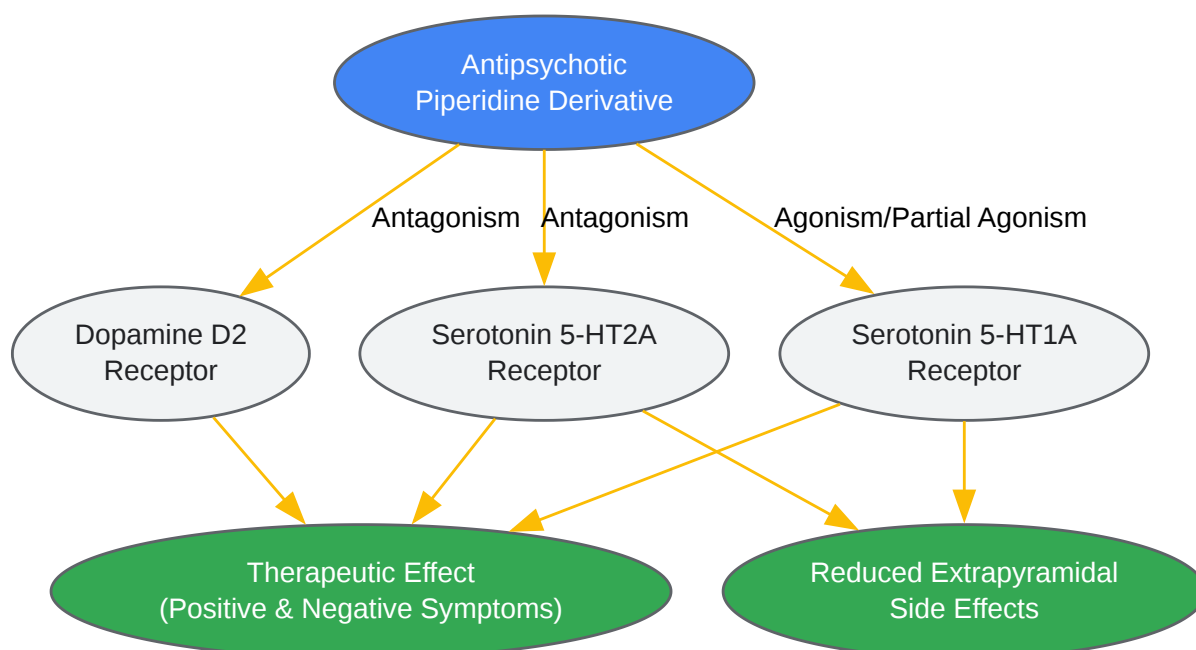 Antipsychotic
Piperidine Derivative
Antagonism
Antagonism
Agonism/Partial Agonism
Dopamine D2
Receptor
Serotonin 5-HT2A
Receptor
Serotonin 5-HT1A
Receptor
Therapeutic Effect
(Positive & Negative Symptoms)
Reduced Extrapyramidal
Side Effects